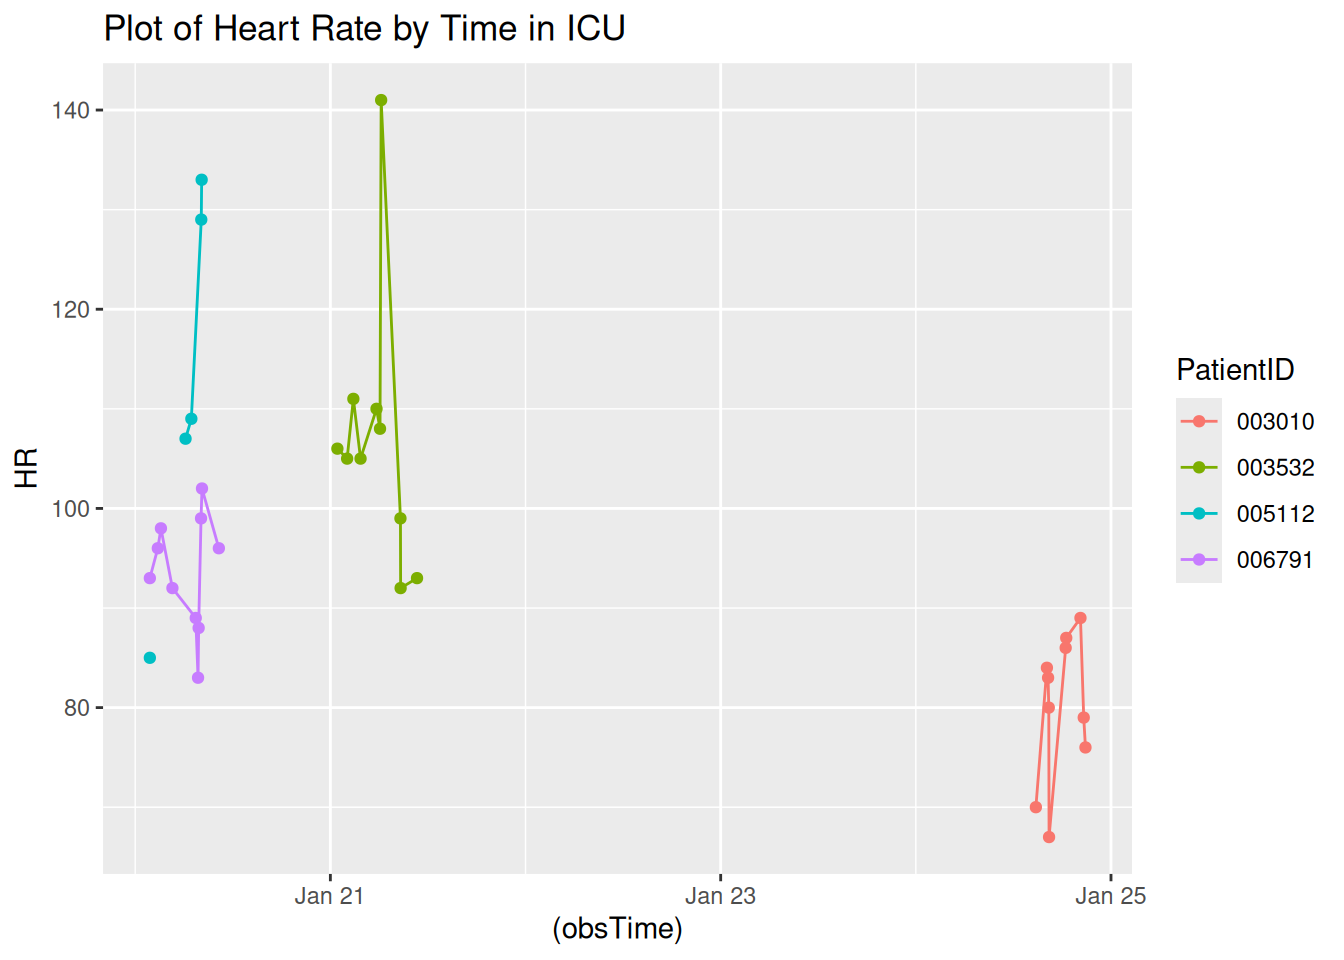 Plot of Heart Rate by Time in ICU
140
120
100
80
HR
Jan 21
Jan 23
Jan 25
(obsTime)
PatientID
003010
003532
005112
006791